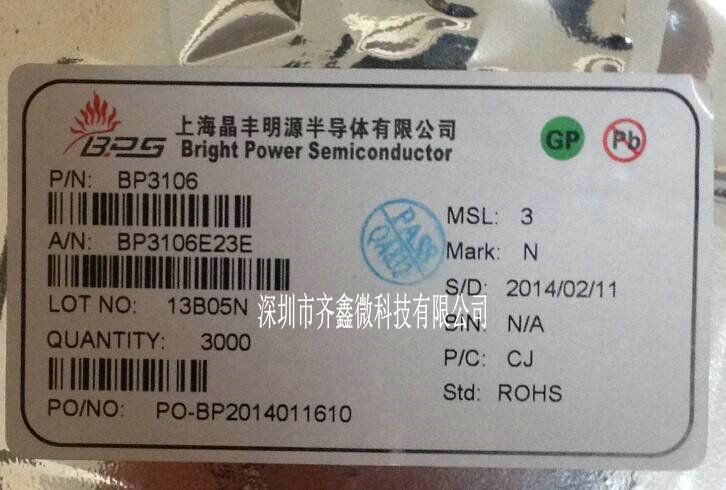 BPS
上海晶丰明源半导体有限公司
Bright Power Semiconductor
GP
Pb
P/N: BP3106
A/N: BP3106E23E
LOT NO: 13B05N
QUANTITY: 3000
PO/NO: PO-BP2014011610
PASS
MSL: 3
Mark: N
S/D: 2014/02/11
B/N: N/A
P/C: CJ
Std: ROHS
深圳市齐鑫微科技有限公司